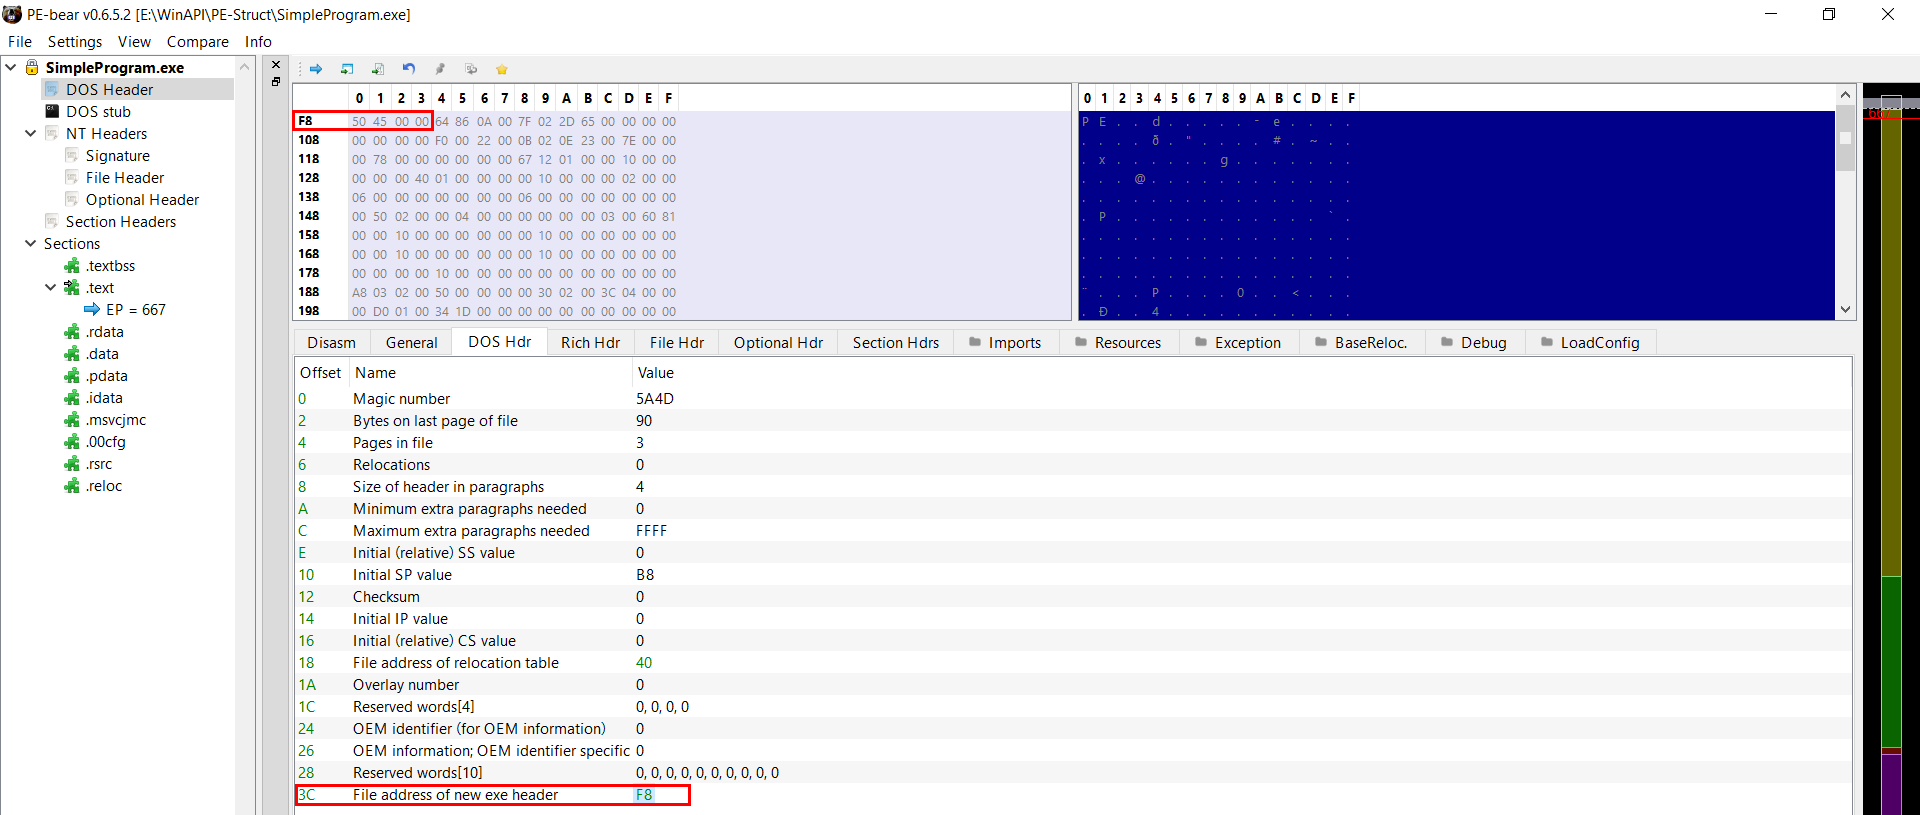 PE-bear v0.6.5.2 [E:\WinAPI\PE-Struct\SimpleProgram.exe]
File Settings View Compare Info
SimpleProgram.exe
DOS Header
DOS stub
NT Headers
Signature
File Header
Optional Header
Section Headers
Sections
.textbss
.text
EP = 667
.rdata
.data
.pdata
.idata
.msvcjmc
.00cfg
.rsrc
.reloc
0 1 2 3 4 5 6 7 8 9 A B C D E F
F8 50 45 00 00 64 86 0A 00 7F 02 2D 65 00 00 00 00
108 00 00 00 00 F0 00 22 00 0B 02 0E 23 00 7E 00 00
118 00 78 00 00 00 00 00 00 67 12 01 00 00 10 00 00
128 00 00 00 40 01 00 00 00 00 10 00 00 00 02 00 00
138 06 00 00 00 00 00 00 00 06 00 00 00 00 00 00 00
148 00 50 02 00 00 04 00 00 00 00 00 00 03 00 60 81
158 00 00 10 00 00 00 00 00 00 10 00 00 00 00 00 00
168 00 00 10 00 00 00 00 00 00 10 00 00 00 00 00 00
178 00 00 00 00 10 00 00 00 00 00 00 00 00 00 00 00
188 A8 03 02 00 50 00 00 00 00 30 02 00 3C 04 00 00
198 00 D0 01 00 34 1D 00 00 00 00 00 00 00 00 00 00
0 1 2 3 4 5 6 7 8 9 A B C D E F
P E . . d . . . . . - e . . . .
. . . . ð . " . . . . # . ~ . .
. x . . . . . . g . . . . . . .
. . . @ . . . . . . . . . . . .
. . . . . . . . . . . . . . . .
. P . . . . . . . . . . . . ` .
. . . . . . . . . . . . . . . .
. . . . . . . . . . . . . . . .
. . . . . . . . . . . . . . . .
¨ . . . P . . . . 0 . . < . . .
. Ð . . 4 . . . . . . . . . . .
667
Disasm General DOS Hdr Rich Hdr File Hdr Optional Hdr Section Hdrs Imports Resources Exception BaseReloc. Debug LoadConfig
Offset Name Value
0 Magic number 5A4D
2 Bytes on last page of file 90
4 Pages in file 3
6 Relocations 0
8 Size of header in paragraphs 4
A Minimum extra paragraphs needed 0
C Maximum extra paragraphs needed FFFF
E Initial (relative) SS value 0
10 Initial SP value B8
12 Checksum 0
14 Initial IP value 0
16 Initial (relative) CS value 0
18 File address of relocation table 40
1A Overlay number 0
1C Reserved words[4] 0, 0, 0, 0
24 OEM identifier (for OEM information) 0
26 OEM information; OEM identifier specific 0
28 Reserved words[10] 0, 0, 0, 0, 0, 0, 0, 0, 0, 0
3C File address of new exe header F8